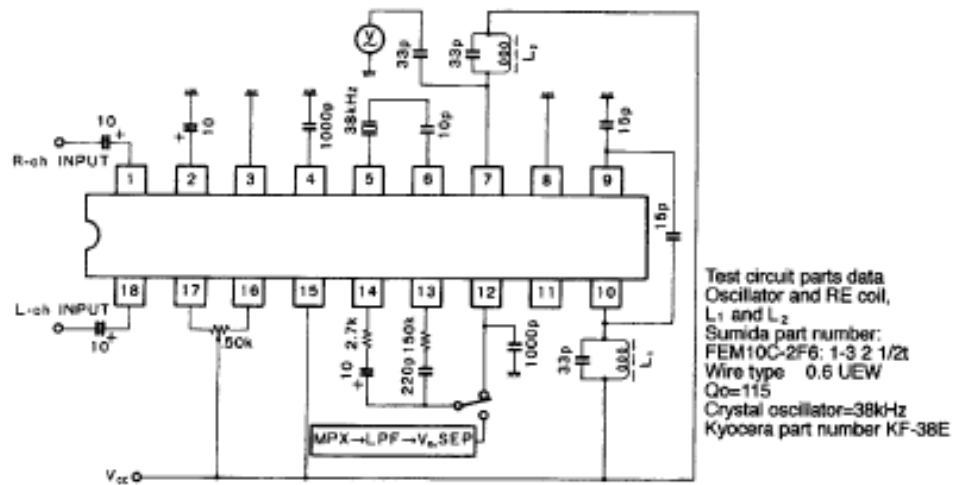 V
33p
33p
L₂
10
+
R-ch INPUT
+
10
1000p
38kHz
10p
15p
1 2 3 4 5 6 7 8 9
15p
18 17 16 15 14 13 12 11 10
L-ch INPUT
10
+
50k
2.7k
150k
10
+
220p
1000p
33p
L₁
MPX→LPF→V₀,SEP
Vcc
Test circuit parts data
Oscillator and RE coil,
L₁ and L₂
Sumida part number:
FEM10C-2F6: 1-3 2 1/2t
Wire type 0.6 UEW
Qo=115
Crystal oscillator=38kHz
Kyocera part number KF-38E